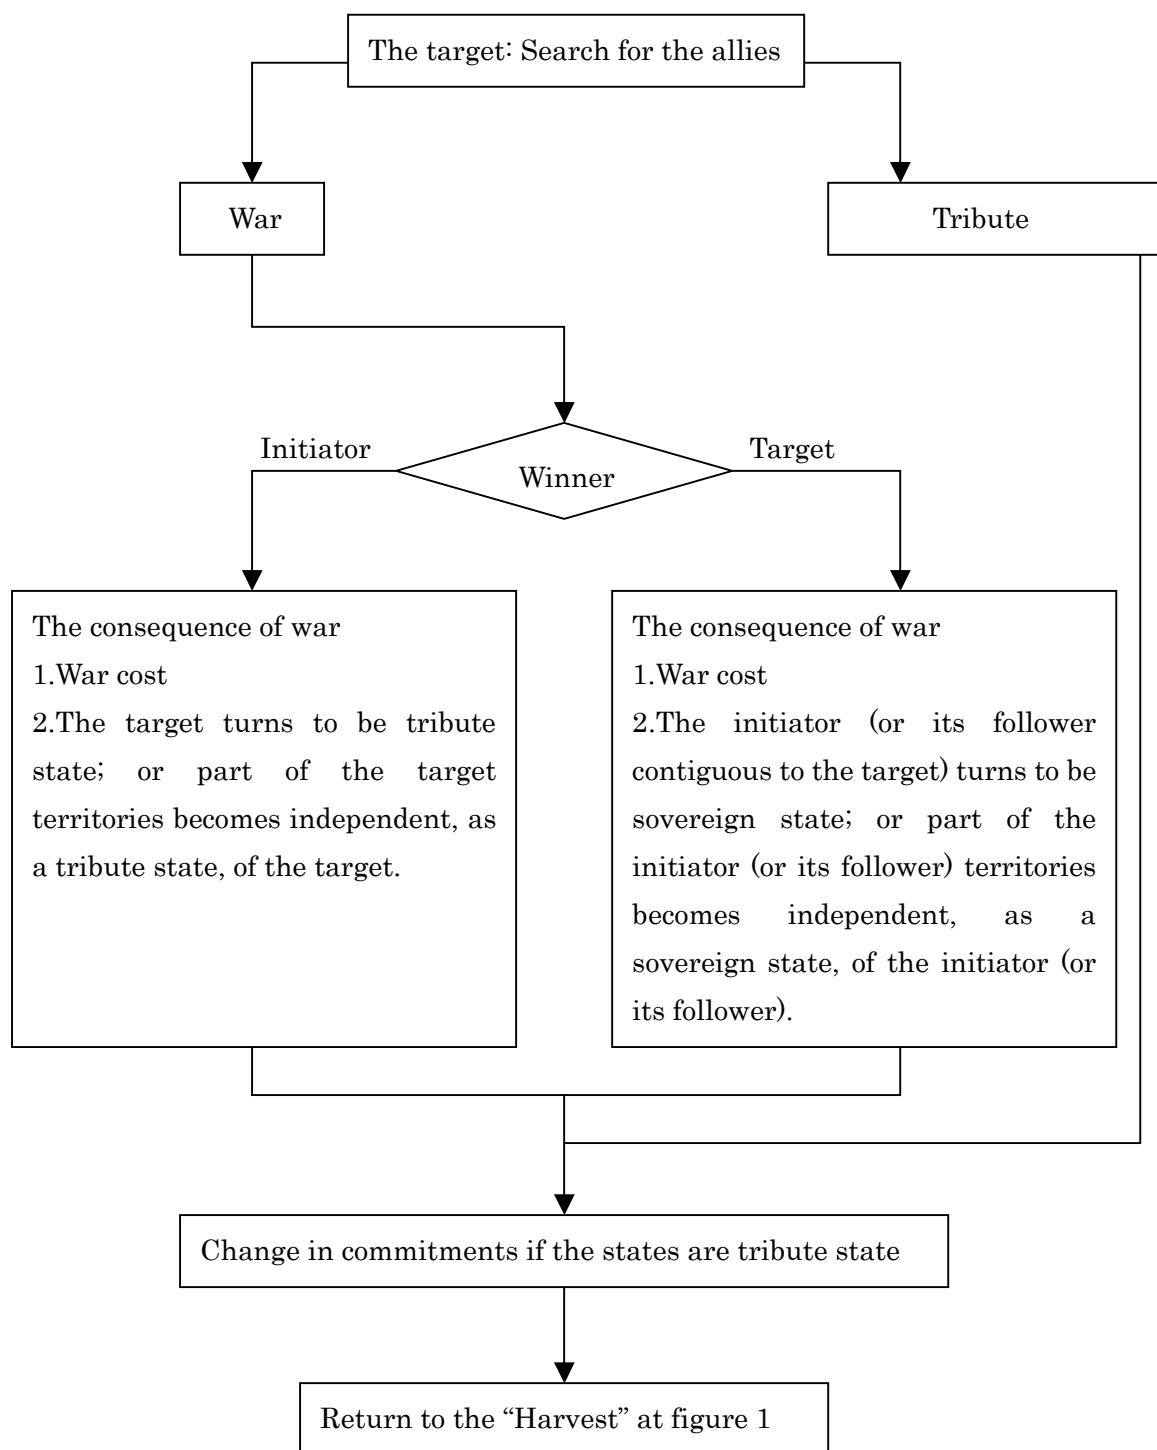 The target: Search for the allies
War
Tribute
Initiator
Target
Winner
The consequence of war
1.War cost
2.The target turns to be tribute
state; or part of the target
territories becomes independent, as
a tribute state, of the target.
The consequence of war
1.War cost
2.The initiator (or its follower
contiguous to the target) turns to be
sovereign state; or part of the
initiator (or its follower) territories
becomes independent, as a
sovereign state, of the initiator (or
its follower).
Change in commitments if the states are tribute state
Return to the “Harvest” at figure 1